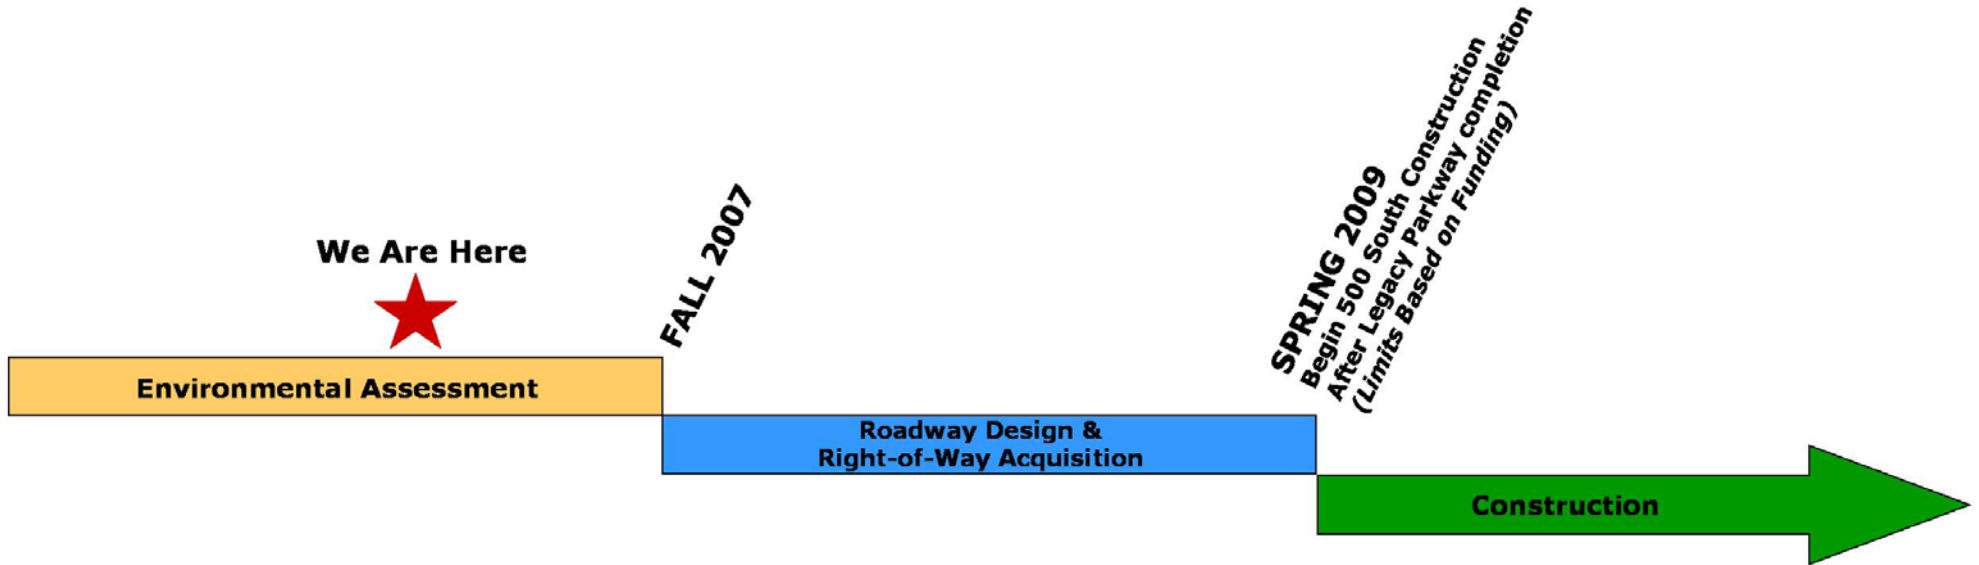 We Are Here
FALL 2007
SPRING 2009
Begin 500 South Construction
After Legacy Parkway completion
(Limits Based on Funding)
Environmental Assessment
Roadway Design &
Right-of-Way Acquisition
Construction